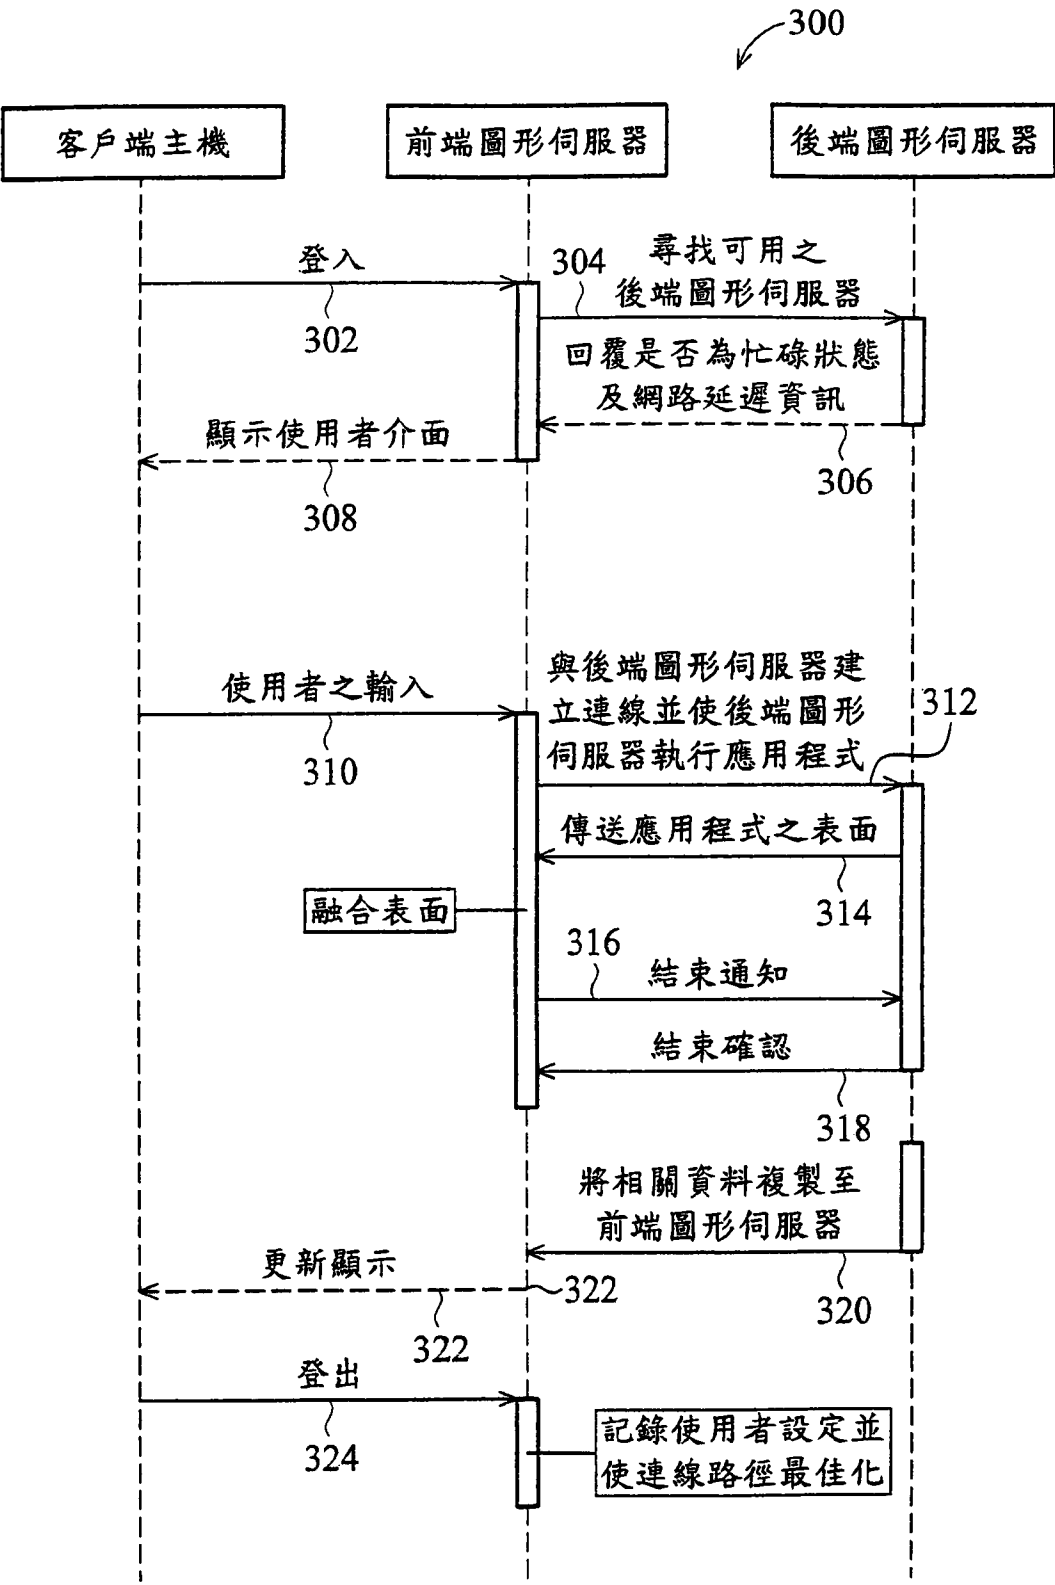 300
客戶端主機
前端圖形伺服器
後端圖形伺服器
登入
302
304
尋找可用之
後端圖形伺服器
回覆是否為忙碌狀態
及網路延遲資訊
306
顯示使用者介面
308
使用者之輸入
310
與後端圖形伺服器建
立連線並使後端圖形
伺服器執行應用程式
312
傳送應用程式之表面
314
融合表面
316
結束通知
結束確認
318
將相關資料複製至
前端圖形伺服器
320
更新顯示
322
322
登出
324
記錄使用者設定並
使連線路徑最佳化